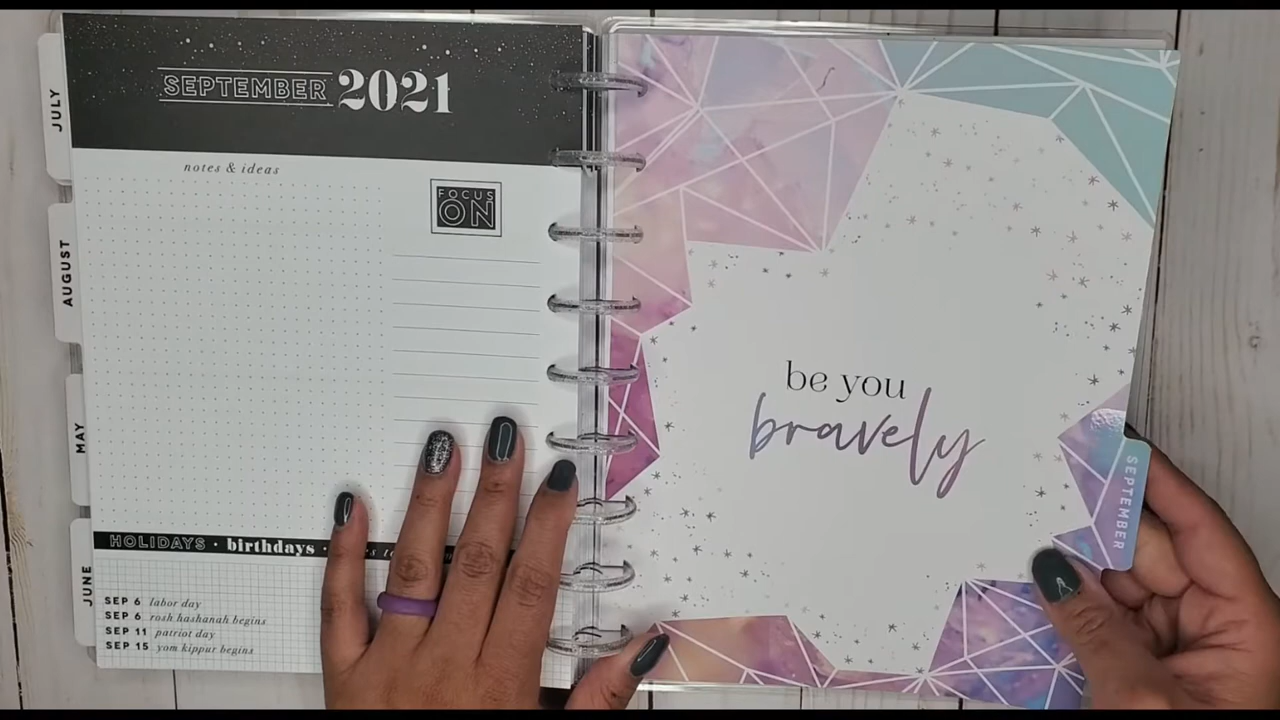 JULY
AUGUST
MAY
JUNE
SEPTEMBER 2021
notes & ideas
FOCUS
ON
HOLIDAYS • birthdays •
SEP 6 labor day
SEP 6 rosh hashanah begins
SEP 11 patriot day
SEP 15 yom kippur begins
be you
bravely
SEPTEMBER